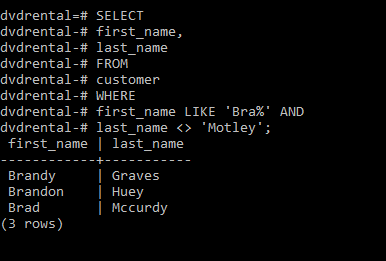 dvdrental=# SELECT
dvdrental-# first_name,
dvdrental-# last_name
dvdrental-# FROM
dvdrental-# customer
dvdrental-# WHERE
dvdrental-# first_name LIKE 'Bra%' AND
dvdrental-# last_name <> 'Motley';
 first_name | last_name
------------+-----------
 Brandy     | Graves
 Brandon    | Huey
 Brad       | Mccurdy
(3 rows)